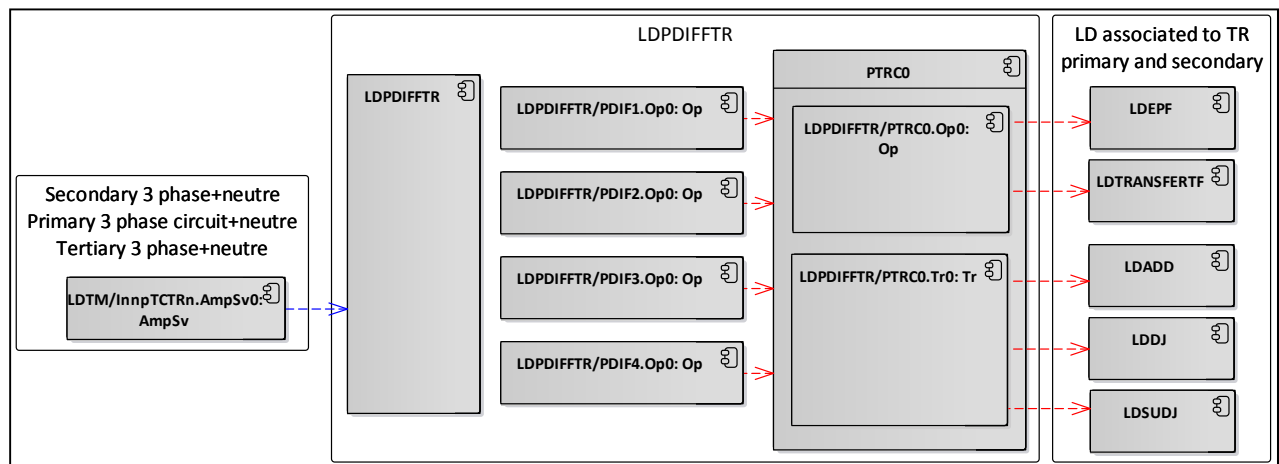 LDPDIFFTR
LD associated to TR
primary and secondary
LDPDIFFTR
PTRC0
LDPDIFFTR/PDIF1.Op0: Op
LDPDIFFTR/PTRC0.Op0:
Op
LDEPF
LDPDIFFTR/PDIF2.Op0: Op
LDTRANSFERTF
Secondary 3 phase+neutre
Primary 3 phase circuit+neutre
Tertiary 3 phase+neutre
LDTM/InnpTCTRn.AmpSv0:
AmpSv
LDPDIFFTR/PDIF3.Op0: Op
LDPDIFFTR/PTRC0.Tr0: Tr
LDADD
LDDJ
LDPDIFFTR/PDIF4.Op0: Op
LDSUDJ